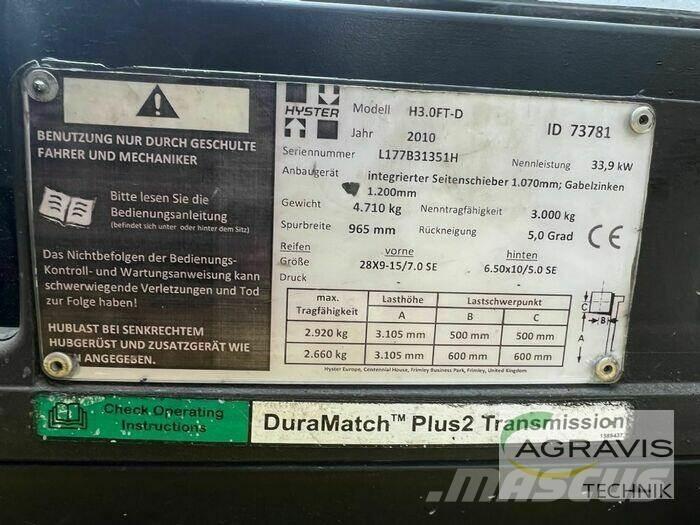 BENUTZUNG NUR DURCH GESCHULTE
FAHRER UND MECHANIKER
Bitte lesen Sie die
Bedienungsanleitung
(befindet sich unter oder hinter dem Sitz)
Das Nichtbefolgen der Bedienungs-
Kontroll- und Wartungsanweisung kann
schwerwiegende Verletzungen und Tod
zur Folge haben!
HUBLAST BEI SENKRECHTEM
HUBGERÜST UND ZUSATZGERÄT WIE
ANGEGEBEN.
HYSTER
Modell H3.0FT-D ID 73781
Jahr 2010
Seriennummer L177B31351H Nennleistung 33,9 kW
Anbaugerät integrierter Seitenschieber 1.070mm; Gabelzinken
1.200mm
Gewicht 4.710 kg Nenntragfähigkeit 3.000 kg
Spurbreite 965 mm Rückneigung 5,0 Grad CE
Reifen vorne hinten
Größe 28X9-15/7.0 SE 6.50x10/5.0 SE
Druck - -
max. Tragfähigkeit Lasthöhe Lastschwerpunkt
A B C
2.920 kg 3.105 mm 500 mm 500 mm
2.660 kg 3.105 mm 600 mm 600 mm
C
B
A
Hyster Europe, Centennial House, Frimley Business Park, Frimley, United Kingdom
Check Operating
Instructions
DuraMatch™ Plus2 Transmission
AGRAVIS
TECHNIK
MASCUS